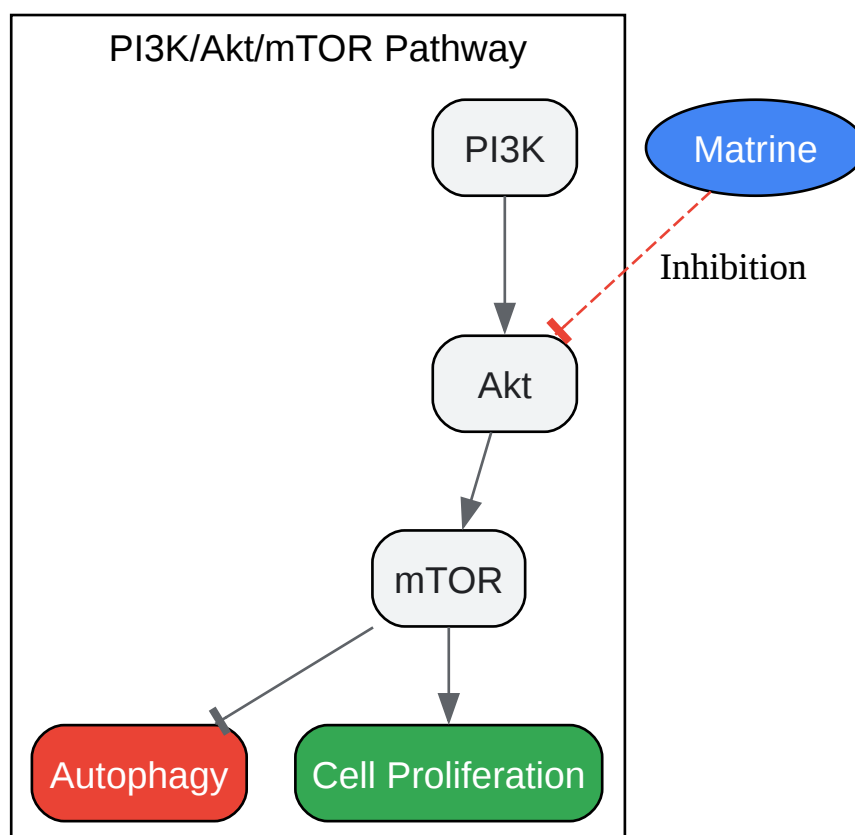 PI3K/Akt/mTOR Pathway
PI3K
Matrine
Inhibition
Akt
mTOR
Autophagy
Cell Proliferation